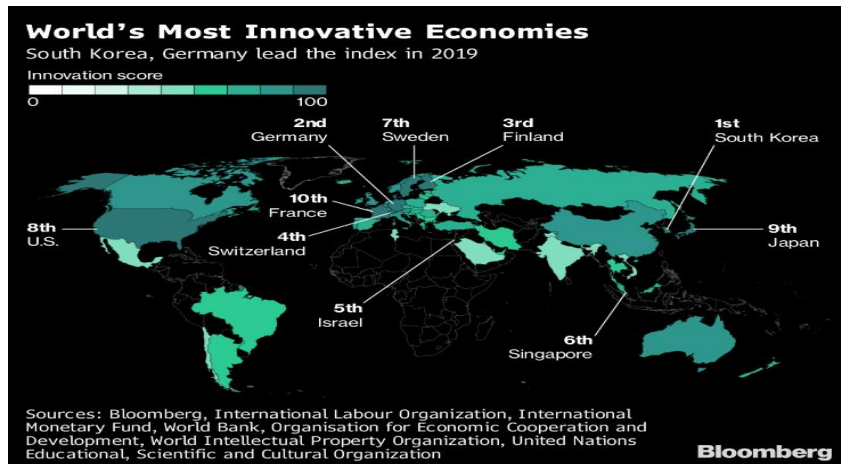 World's Most Innovative Economies
South Korea, Germany lead the index in 2019
Innovation score
0 100
2nd
Germany
7th
Sweden
3rd
Finland
1st
South Korea
10th
France
8th
U.S.
4th
Switzerland
9th
Japan
5th
Israel
6th
Singapore
Sources: Bloomberg, International Labour Organization, International
Monetary Fund, World Bank, Organisation for Economic Cooperation and
Development, World Intellectual Property Organization, United Nations
Educational, Scientific and Cultural Organization
Bloomberg